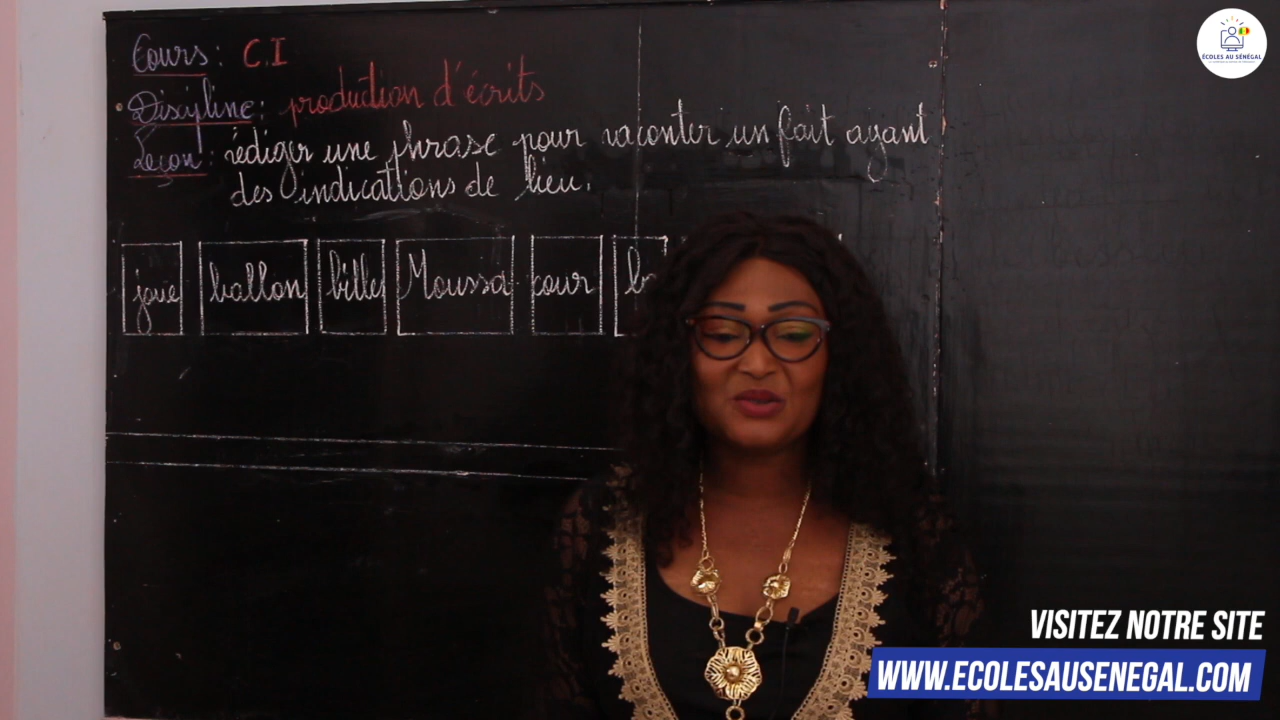 Cours : C.I
Discipline : production d'écrits
Leçon : rédiger une phrase pour raconter un fait ayant
des indications de lieu.
joue ballon bille Moussa cour
ÉCOLES AU SÉNÉGAL
VISITEZ NOTRE SITE
WWW.ECOLESAUSENEGAL.COM